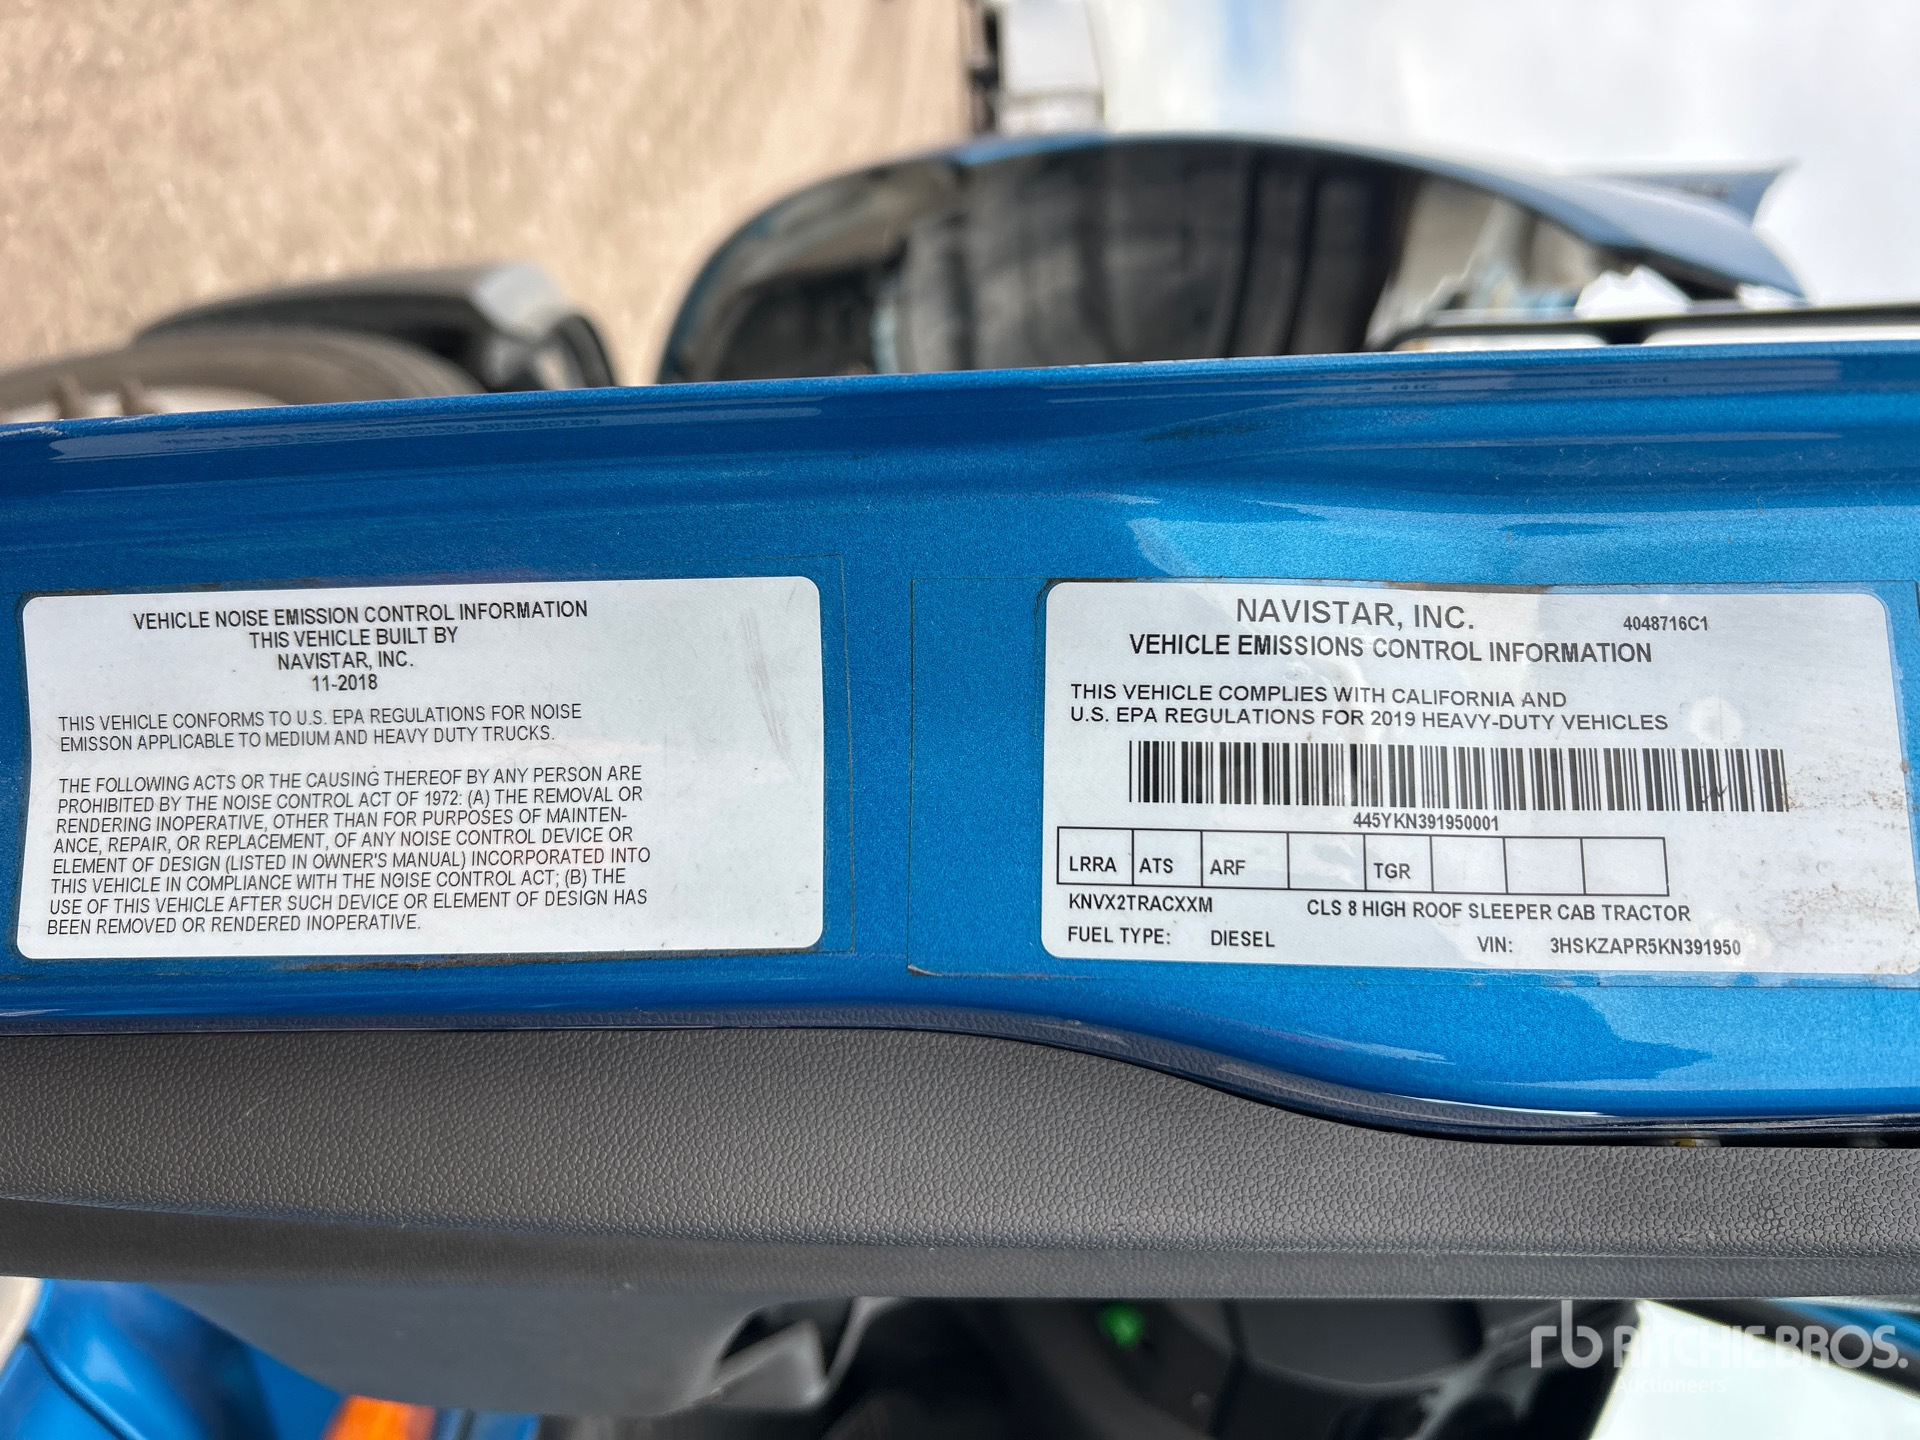 VEHICLE NOISE EMISSION CONTROL INFORMATION
THIS VEHICLE BUILT BY
NAVISTAR, INC.
11-2018
THIS VEHICLE CONFORMS TO U.S. EPA REGULATIONS FOR NOISE
EMISSON APPLICABLE TO MEDIUM AND HEAVY DUTY TRUCKS.
THE FOLLOWING ACTS OR THE CAUSING THEREOF BY ANY PERSON ARE
PROHIBITED BY THE NOISE CONTROL ACT OF 1972: (A) THE REMOVAL OR
RENDERING INOPERATIVE, OTHER THAN FOR PURPOSES OF MAINTEN-
ANCE, REPAIR, OR REPLACEMENT, OF ANY NOISE CONTROL DEVICE OR
ELEMENT OF DESIGN (LISTED IN OWNER'S MANUAL) INCORPORATED INTO
THIS VEHICLE IN COMPLIANCE WITH THE NOISE CONTROL ACT; (B) THE
USE OF THIS VEHICLE AFTER SUCH DEVICE OR ELEMENT OF DESIGN HAS
BEEN REMOVED OR RENDERED INOPERATIVE.
NAVISTAR, INC. 4048716C1
VEHICLE EMISSIONS CONTROL INFORMATION
THIS VEHICLE COMPLIES WITH CALIFORNIA AND
U.S. EPA REGULATIONS FOR 2019 HEAVY-DUTY VEHICLES
445YKN391950001
LRRA ATS ARF TGR
KNVX2TRACXXM CLS 8 HIGH ROOF SLEEPER CAB TRACTOR
FUEL TYPE: DIESEL VIN: 3HSKZAPR5KN391950
rb RITCHIE BROS.
Auctioneers